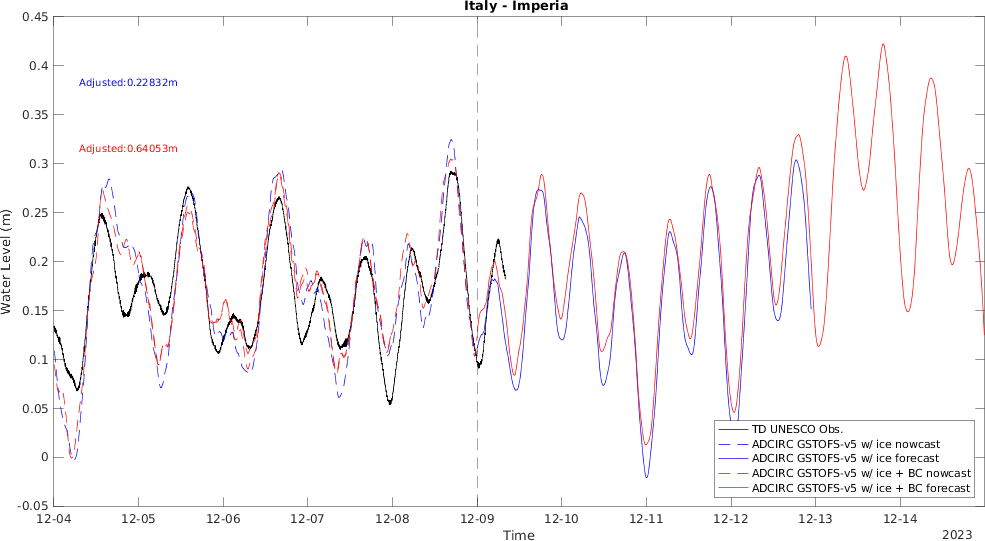 Italy - Imperia
0.45
0.4
Adjusted:0.22832m
0.35
Adjusted:0.64053m
0.3
0.25
Water Level (m)
0.2
0.15
0.1
0.05
0
-0.05
TD UNESCO Obs.
ADCIRC GSTOFS-v5 w/ ice nowcast
ADCIRC GSTOFS-v5 w/ ice forecast
ADCIRC GSTOFS-v5 w/ ice + BC nowcast
ADCIRC GSTOFS-v5 w/ ice + BC forecast
12-04 12-05 12-06 12-07 12-08 12-09 12-10 12-11 12-12 12-13 12-14
Time
2023